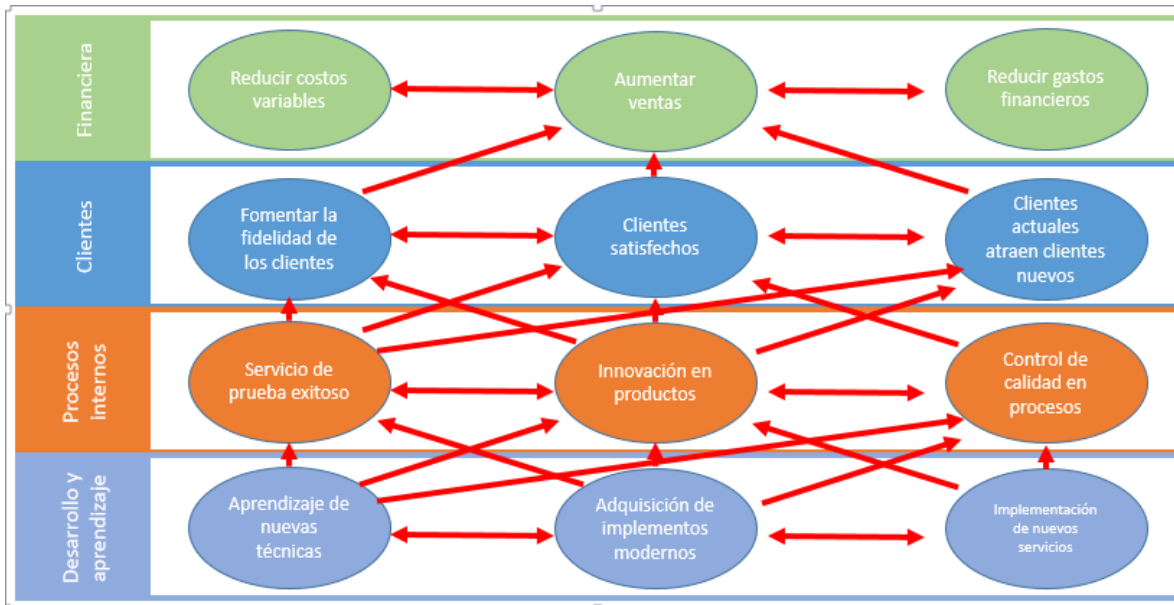 Financiera
Reducir costos
variables
Aumentar
ventas
Reducir gastos
financieros
Clientes
Fomentar la
fidelidad de
los clientes
Clientes
satisfechos
Clientes
actuales
atraen clientes
nuevos
Procesos
internos
Servicio de
prueba exitoso
Innovación en
productos
Control de
calidad en
procesos
Desarrollo y
aprendizaje
Aprendizaje de
nuevas
técnicas
Adquisición de
implementos
modernos
Implementación
de nuevos
servicios